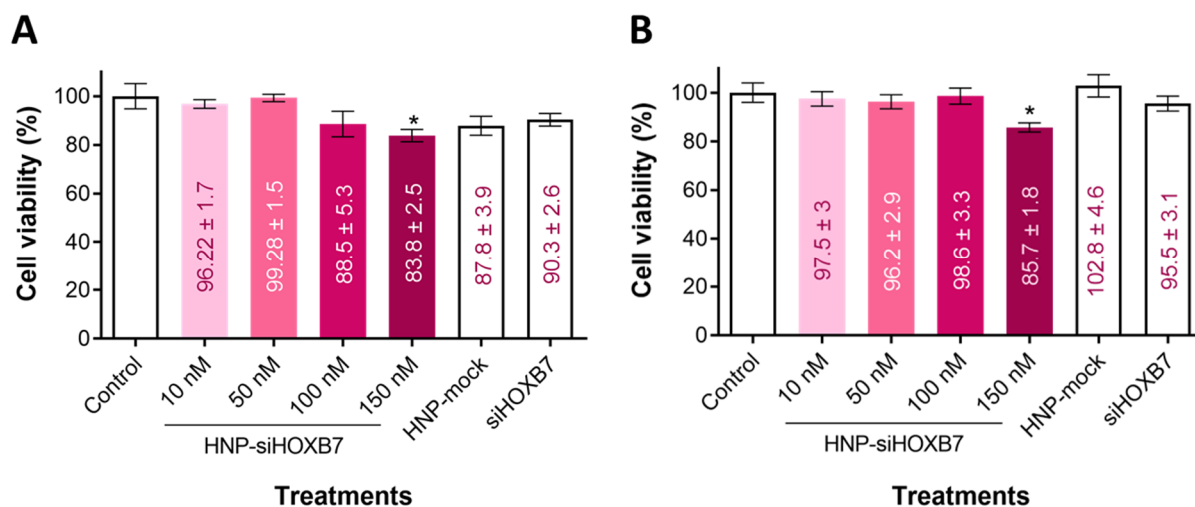 A
Cell viability (%)
100
80
60
40
20
0
96.22 ± 1.7
99.28 ± 1.5
88.5 ± 5.3
*
83.8 ± 2.5
87.8 ± 3.9
90.3 ± 2.6
Control
10 nM
50 nM
100 nM
150 nM
HNP-mock
siHOXB7
HNP-siHOXB7
Treatments
B
Cell viability (%)
100
80
60
40
20
0
97.5 ± 3
96.2 ± 2.9
98.6 ± 3.3
*
85.7 ± 1.8
102.8 ± 4.6
95.5 ± 3.1
Control
10 nM
50 nM
100 nM
150 nM
HNP-mock
siHOXB7
HNP-siHOXB7
Treatments